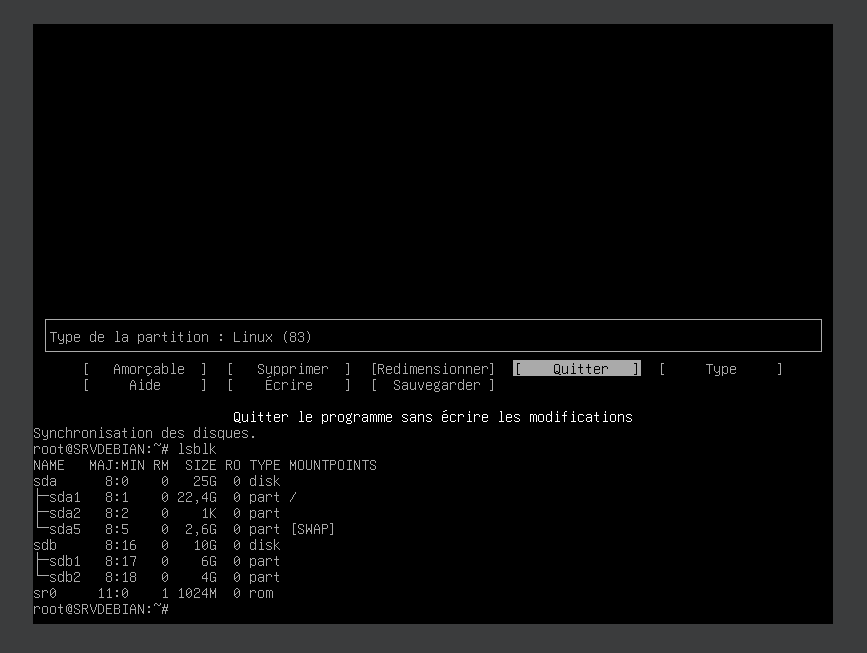 Type de la partition : Linux (83)
[   Amorçable  ]  [   Supprimer  ]  [Redimensionner]  [    Quitter   ]  [     Type     ]
[     Aide     ]  [    Écrire    ]  [  Sauvegarder ]
Quitter le programme sans écrire les modifications
Synchronisation des disques.
root@SRVDEBIAN:~# lsblk
NAME   MAJ:MIN RM  SIZE RO TYPE MOUNTPOINTS
sda      8:0    0   25G  0 disk
├─sda1   8:1    0 22,4G  0 part /
├─sda2   8:2    0    1K  0 part
└─sda5   8:5    0  2,6G  0 part [SWAP]
sdb      8:16   0   10G  0 disk
├─sdb1   8:17   0    6G  0 part
└─sdb2   8:18   0    4G  0 part
sr0     11:0    1 1024M  0 rom
root@SRVDEBIAN:~#